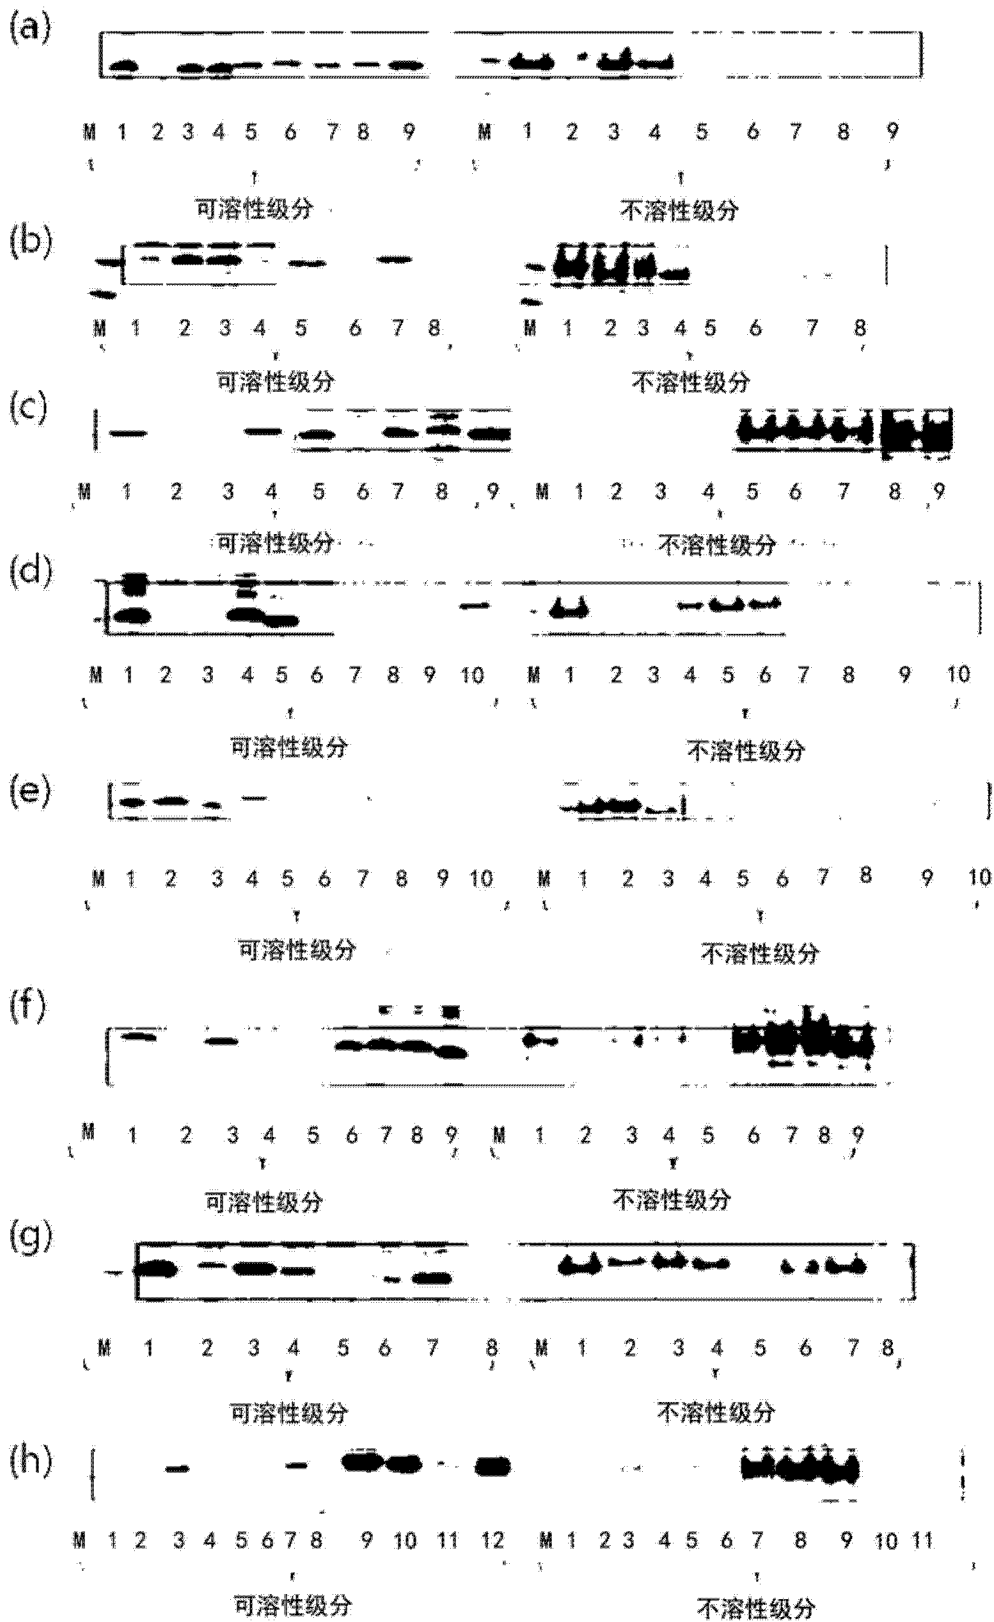 (a)
M 1 2 3 4 5 6 7 8 9 M 1 2 3 4 5 6 7 8 9
可溶性级分 不溶性级分
(b)
M 1 2 3 4 5 6 7 8 M 1 2 3 4 5 6 7 8
可溶性级分 不溶性级分
(c)
M 1 2 3 4 5 6 7 8 9 M 1 2 3 4 5 6 7 8 9
可溶性级分 不溶性级分
(d)
M 1 2 3 4 5 6 7 8 9 10 M 1 2 3 4 5 6 7 8 9 10
可溶性级分 不溶性级分
(e)
M 1 2 3 4 5 6 7 8 9 10 M 1 2 3 4 5 6 7 8 9 10
可溶性级分 不溶性级分
(f)
M 1 2 3 4 5 6 7 8 9 M 1 2 3 4 5 6 7 8 9
可溶性级分 不溶性级分
(g)
M 1 2 3 4 5 6 7 8 M 1 2 3 4 5 6 7 8
可溶性级分 不溶性级分
(h)
M 1 2 3 4 5 6 7 8 9 10 11 12 M 1 2 3 4 5 6 7 8 9 10 11
可溶性级分 不溶性级分